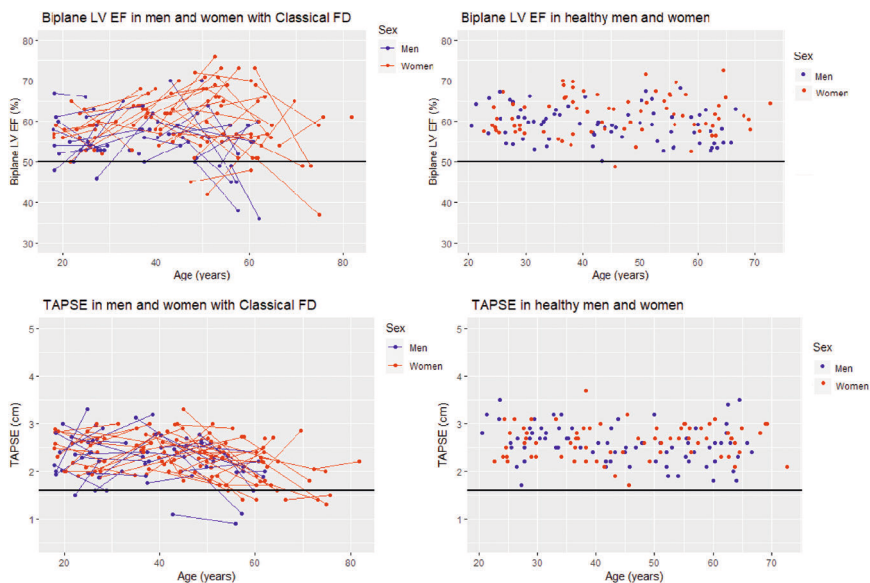 Biplane LV EF in men and women with Classical FD
Sex
Men
Women
Biplane LV EF (%)
80
70
60
50
40
30
20
40
60
80
Age (years)
Biplane LV EF in healthy men and women
Sex
Men
Women
Biplane LV EF (%)
80
70
60
50
40
30
20
30
40
50
60
70
Age (years)
TAPSE in men and women with Classical FD
Sex
Men
Women
TAPSE (cm)
5
4
3
2
1
20
40
60
80
Age (years)
TAPSE in healthy men and women
Sex
Men
Women
TAPSE (cm)
5
4
3
2
1
20
30
40
50
60
70
Age (years)